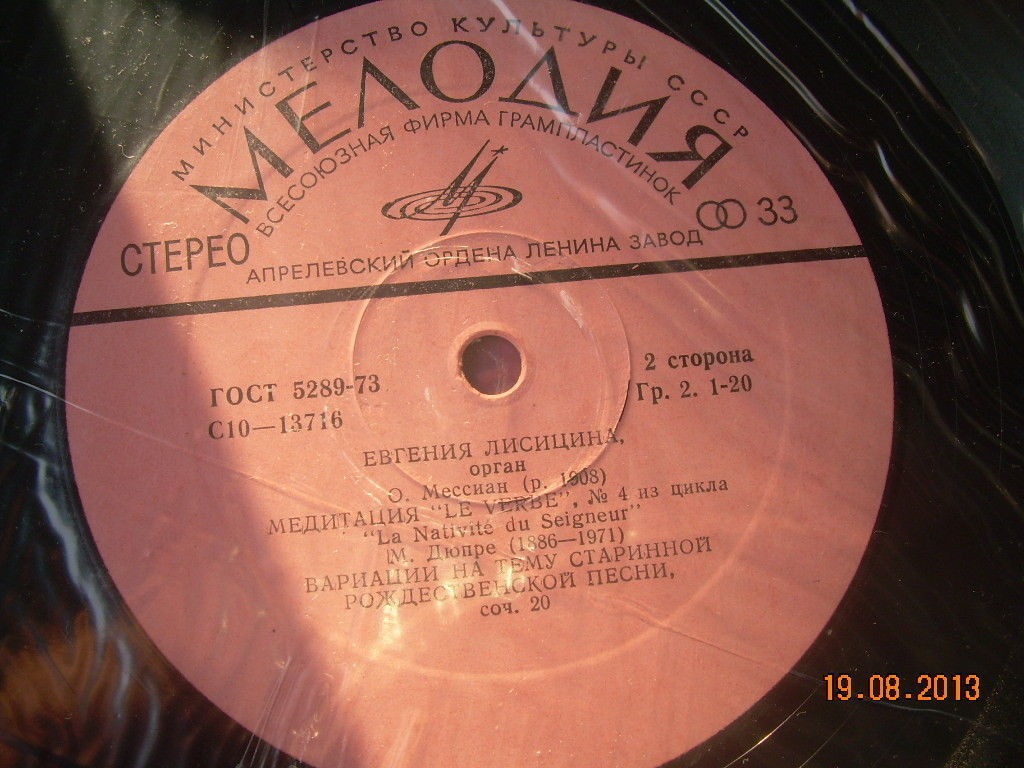 МИНИСТЕРСТВО КУЛЬТУРЫ СССР
МЕЛОДИЯ
ВСЕСОЮЗНАЯ ФИРМА ГРАМПЛАСТИНОК
СТЕРЕО
33
АПРЕЛЕВСКИЙ ОРДЕНА ЛЕНИНА ЗАВОД
ГОСТ 5289-73
С10—13716
2 сторона
Гр. 2. 1-20
ЕВГЕНИЯ ЛИСИЦИНА,
орган
О. Мессиан (р. 1908)
МЕДИТАЦИЯ "LE VERBE", № 4 из цикла
"La Nativité du Seigneur"
М. Дюпре (1886—1971)
ВАРИАЦИИ НА ТЕМУ СТАРИННОЙ
РОЖДЕСТВЕНСКОЙ ПЕСНИ,
соч. 20
19.08.2013